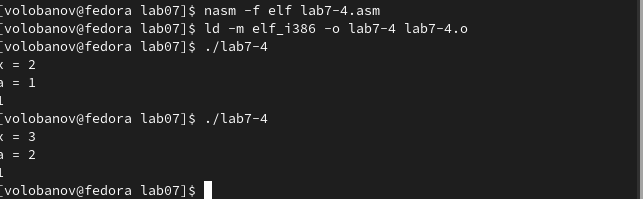 [volobanov@fedora lab07]$ nasm -f elf lab7-4.asm
[volobanov@fedora lab07]$ ld -m elf_i386 -o lab7-4 lab7-4.o
[volobanov@fedora lab07]$ ./lab7-4
x = 2
a = 1
1
[volobanov@fedora lab07]$ ./lab7-4
x = 3
a = 2
1
[volobanov@fedora lab07]$